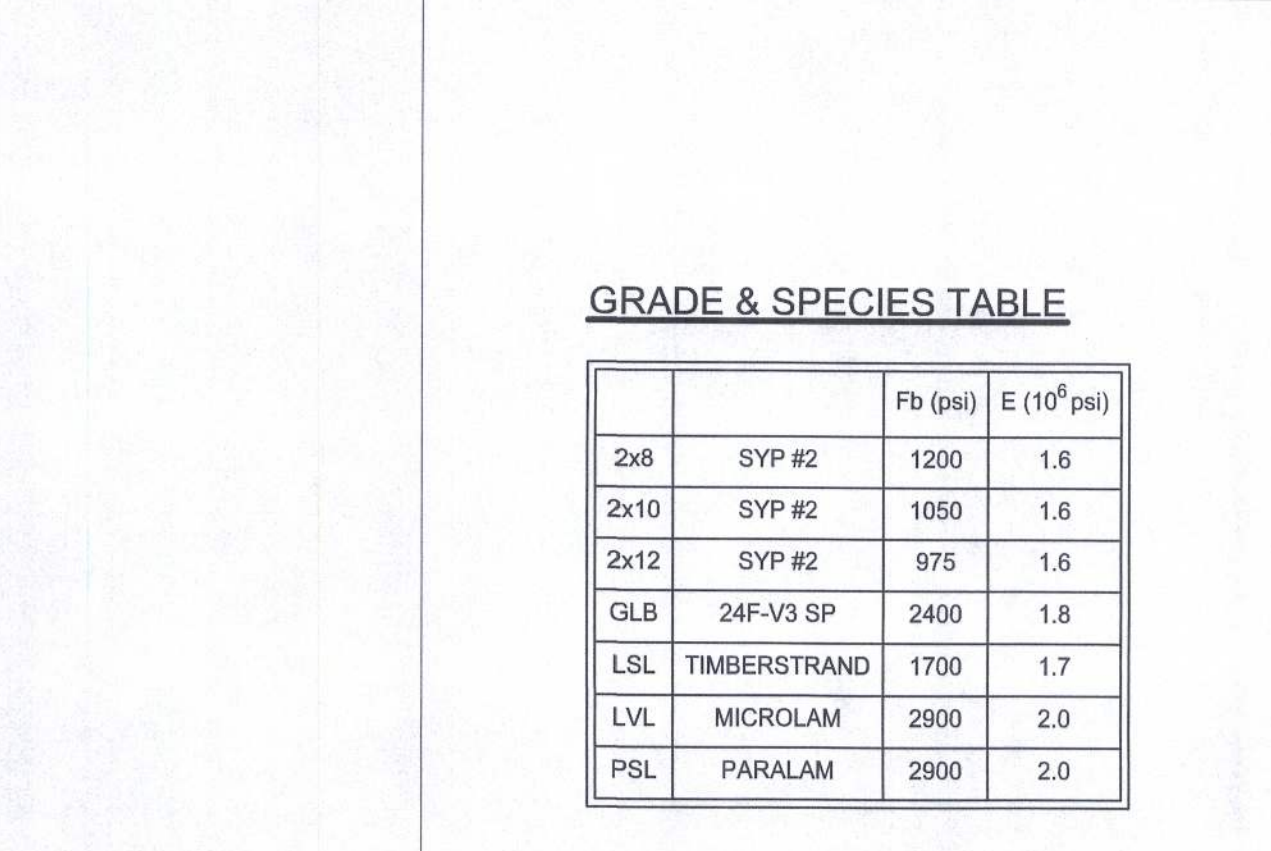 GRADE & SPECIES TABLE
Fb (psi) E (10⁶ psi)
2x8 SYP #2 1200 1.6
2x10 SYP #2 1050 1.6
2x12 SYP #2 975 1.6
GLB 24F-V3 SP 2400 1.8
LSL TIMBERSTRAND 1700 1.7
LVL MICROLAM 2900 2.0
PSL PARALAM 2900 2.0